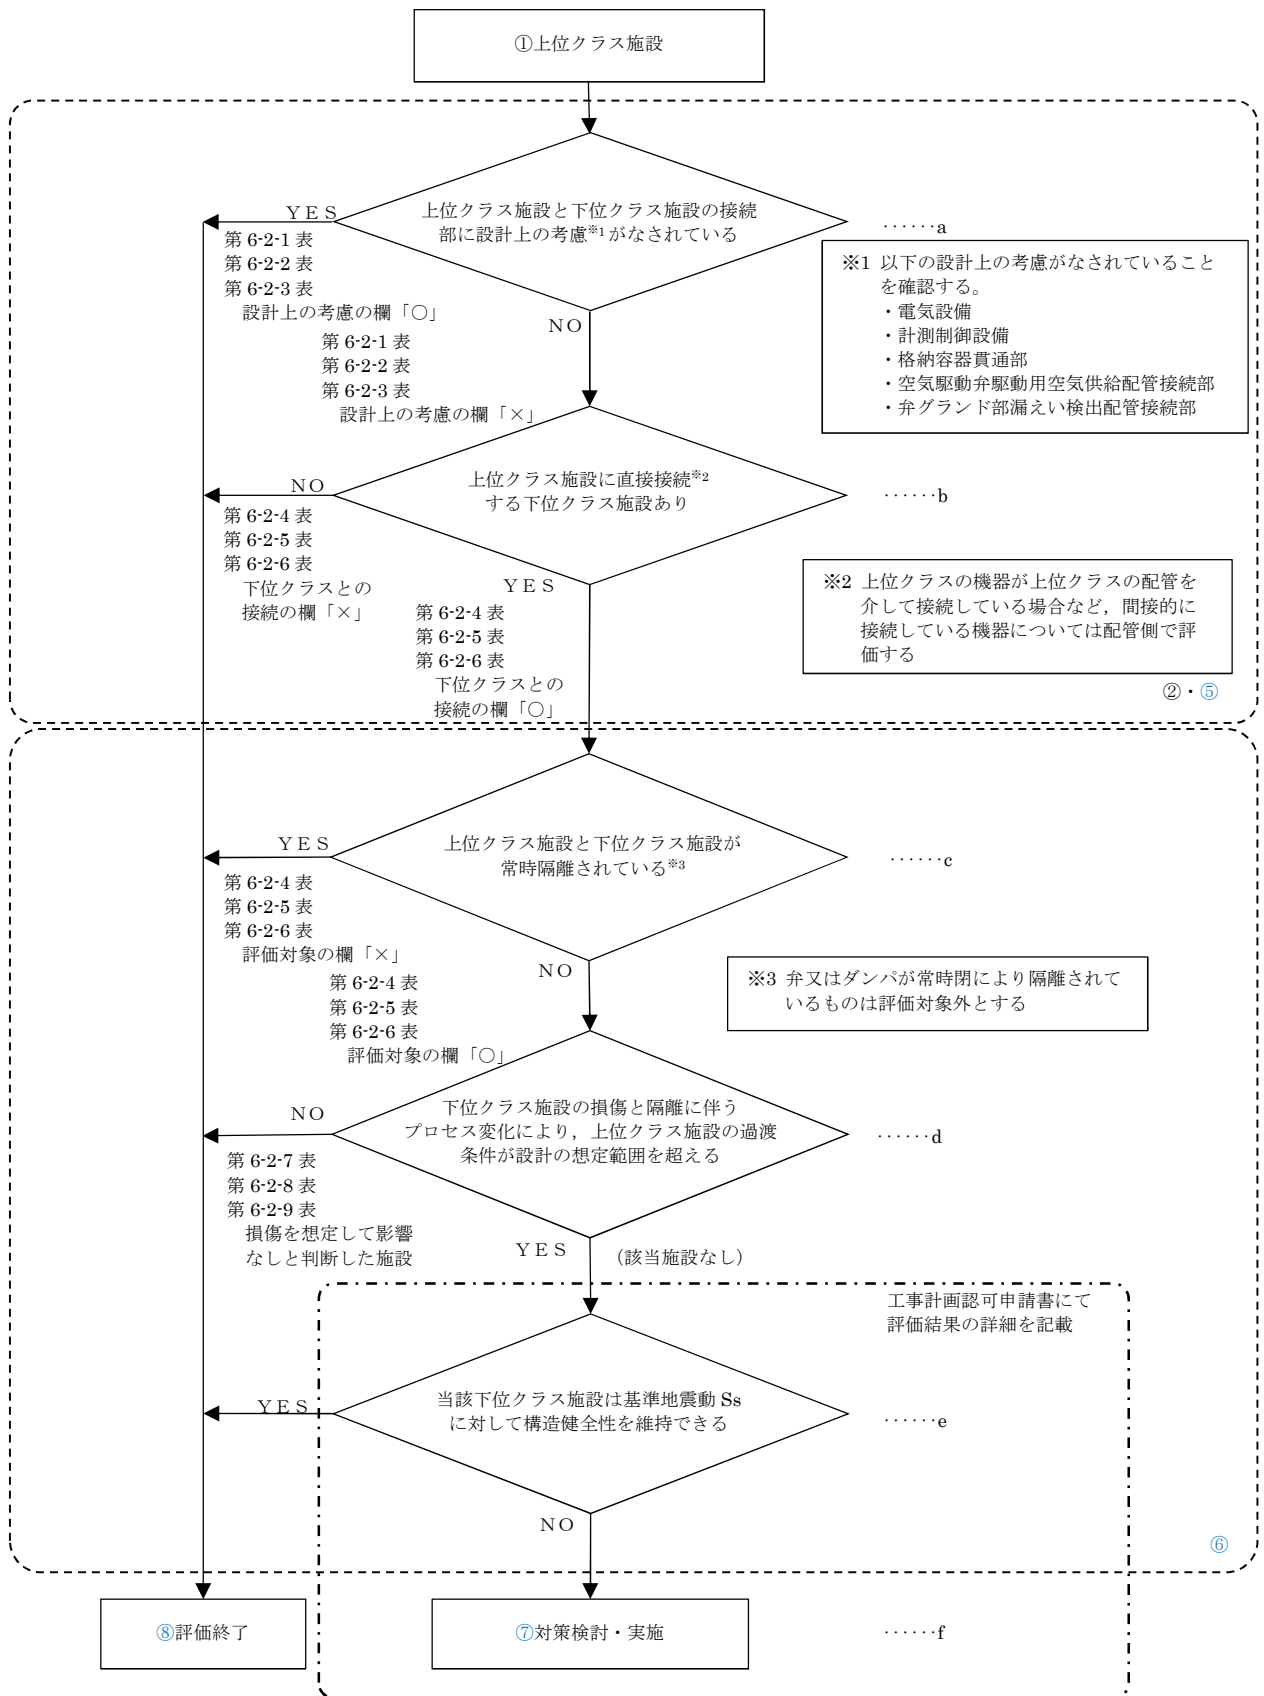 ①上位クラス施設
上位クラス施設と下位クラス施設の接続
部に設計上の考慮※1がなされている
······a
YES
第 6-2-1 表
第 6-2-2 表
第 6-2-3 表
設計上の考慮の欄「○」
※1 以下の設計上の考慮がなされていること
を確認する。
・電気設備
・計測制御設備
・格納容器貫通部
・空気駆動弁駆動用空気供給配管接続部
・弁グランド部漏えい検出配管接続部
NO
第 6-2-1 表
第 6-2-2 表
第 6-2-3 表
設計上の考慮の欄「×」
上位クラス施設に直接接続※2
する下位クラス施設あり
······b
NO
第 6-2-4 表
第 6-2-5 表
第 6-2-6 表
下位クラスとの
接続の欄「×」
※2 上位クラスの機器が上位クラスの配管を
介して接続している場合など，間接的に
接続している機器については配管側で評
価する
YES
第 6-2-4 表
第 6-2-5 表
第 6-2-6 表
下位クラスとの
接続の欄「○」
②・⑤
上位クラス施設と下位クラス施設が
常時隔離されている※3
······c
YES
第 6-2-4 表
第 6-2-5 表
第 6-2-6 表
評価対象の欄「×」
※3 弁又はダンパが常時閉により隔離されて
いるものは評価対象外とする
NO
第 6-2-4 表
第 6-2-5 表
第 6-2-6 表
評価対象の欄「○」
下位クラス施設の損傷と隔離に伴う
プロセス変化により，上位クラス施設の過渡
条件が設計の想定範囲を超える
······d
NO
第 6-2-7 表
第 6-2-8 表
第 6-2-9 表
損傷を想定して影響
なしと判断した施設
YES
（該当施設なし）
工事計画認可申請書にて
評価結果の詳細を記載
当該下位クラス施設は基準地震動 Ss
に対して構造健全性を維持できる
······e
YES
NO
⑥
⑧評価終了
⑦対策検討・実施
······f